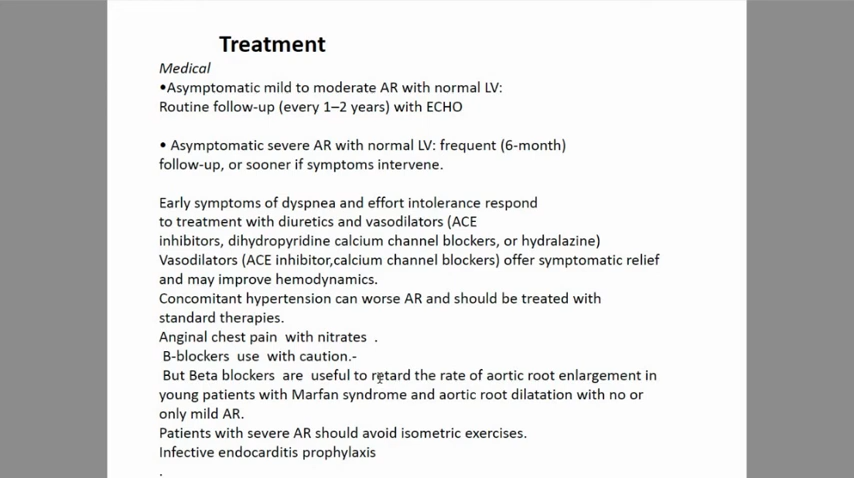 Treatment
Medical
•Asymptomatic mild to moderate AR with normal LV:
Routine follow-up (every 1–2 years) with ECHO
• Asymptomatic severe AR with normal LV: frequent (6-month)
follow-up, or sooner if symptoms intervene.
Early symptoms of dyspnea and effort intolerance respond
to treatment with diuretics and vasodilators (ACE
inhibitors, dihydropyridine calcium channel blockers, or hydralazine)
Vasodilators (ACE inhibitor,calcium channel blockers) offer symptomatic relief
and may improve hemodynamics.
Concomitant hypertension can worse AR and should be treated with
standard therapies.
Anginal chest pain with nitrates .
B-blockers use with caution.-
But Beta blockers are useful to retard the rate of aortic root enlargement in
young patients with Marfan syndrome and aortic root dilatation with no or
only mild AR.
Patients with severe AR should avoid isometric exercises.
Infective endocarditis prophylaxis
.